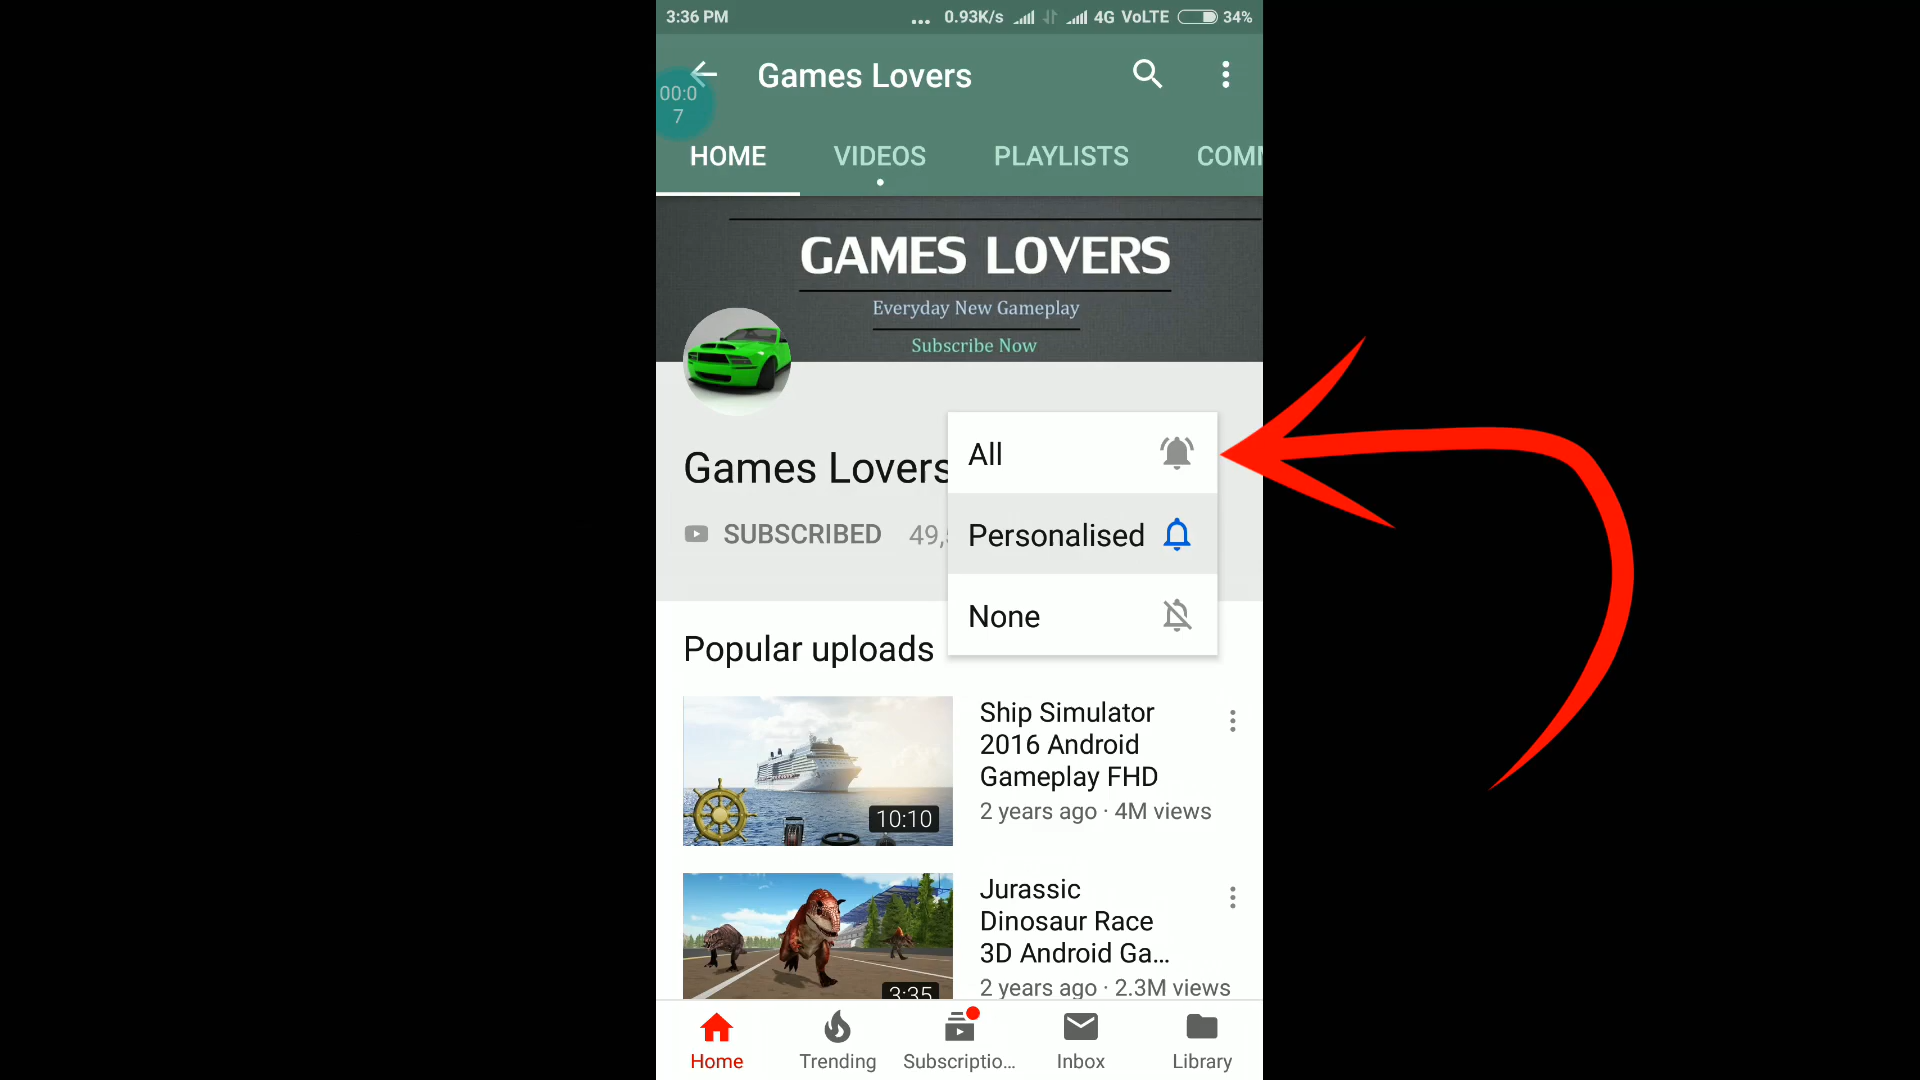 3:36 PM ... 0.93K/s 4G VoLTE 34%
Games Lovers
00:0
7
HOME VIDEOS PLAYLISTS COMM
GAMES LOVERS
Everyday New Gameplay
Subscribe Now
All
Games Lovers
SUBSCRIBED 49,
Personalised
None
Popular uploads
Ship Simulator
2016 Android
Gameplay FHD
2 years ago · 4M views
10:10
Jurassic
Dinosaur Race
3D Android Ga...
2 years ago · 2.3M views
3:35
Home Trending Subscriptio... Inbox Library